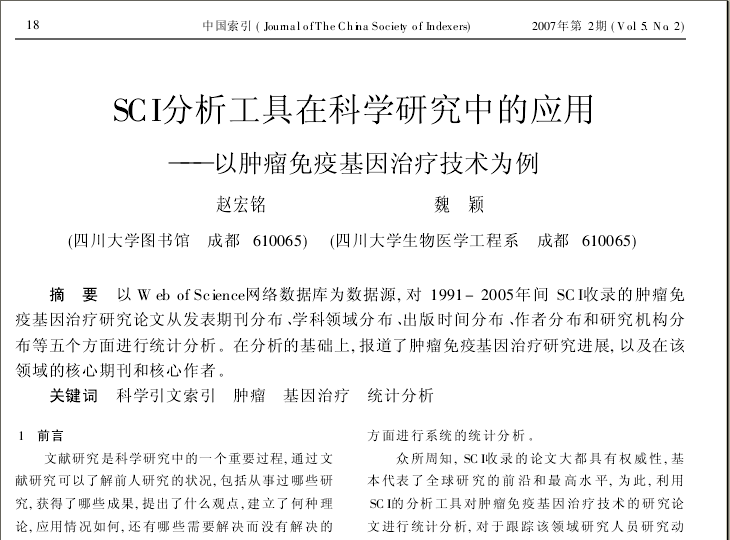 18 中国索引 ( Journal of The China Society of Indexers) 2007年第 2期 ( Vol 5. No. 2)
SCI分析工具在科学研究中的应用
——以肿瘤免疫基因治疗技术为例
赵宏铭 魏 颖
(四川大学图书馆 成都 610065) (四川大学生物医学工程系 成都 610065)
摘 要 以 Web of Science网络数据库为数据源, 对 1991- 2005年间 SCI收录的肿瘤免
疫基因治疗研究论文从发表期刊分布、学科领域分布、出版时间分布、作者分布和研究机构分
布等五个方面进行统计分析。在分析的基础上, 报道了肿瘤免疫基因治疗研究进展, 以及在该
领域的核心期刊和核心作者。
关键词 科学引文索引 肿瘤 基因治疗 统计分析
1 前言
文献研究是科学研究中的一个重要过程, 通过文
献研究可以了解前人研究的状况, 包括从事过哪些研
究, 获得了哪些成果, 提出了什么观点, 建立了何种理
论, 应用情况如何, 还有哪些需要解决而没有解决的
方面进行系统的统计分析。
众所周知, SCI收录的论文大都具有权威性, 基
本代表了全球研究的前沿和最高水平, 为此, 利用
SCI的分析工具对肿瘤免疫基因治疗技术的研究论
文进行统计分析, 对于跟踪该领域研究人员研究动